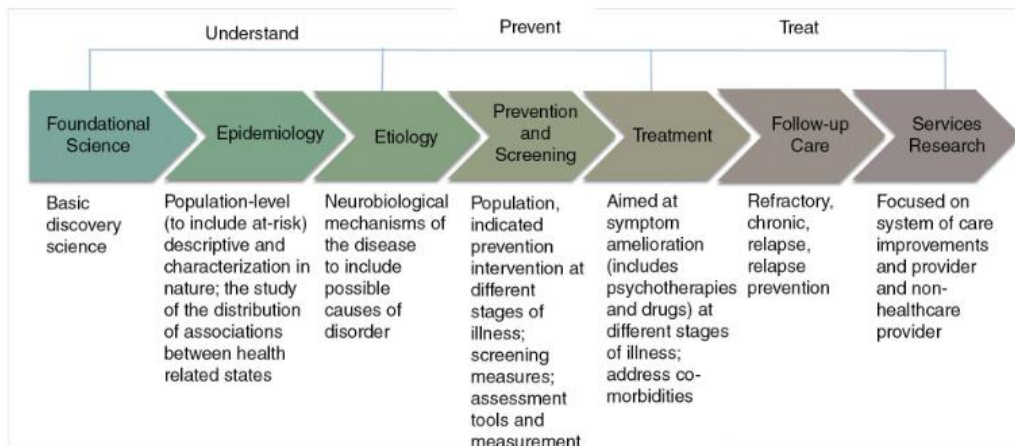 Understand
Prevent
Treat
Foundational
Science
Epidemiology
Etiology
Prevention
and
Screening
Treatment
Follow-up
Care
Services
Research
Basic
discovery
science
Population-level
(to include at-risk)
descriptive and
characterization in
nature; the study
of the distribution
of associations
between health
related states
Neurobiological
mechanisms of
the disease
to include
possible
causes of
disorder
Population,
indicated
prevention
intervention at
different
stages of
illness;
screening
measures;
assessment
tools and
measurement
Aimed at
symptom
amelioration
(includes
psychotherapies
and drugs) at
different stages
of illness;
address co-
morbidities
Refractory,
chronic,
relapse,
relapse
prevention
Focused on
system of care
improvements
and provider
and non-
healthcare
provider